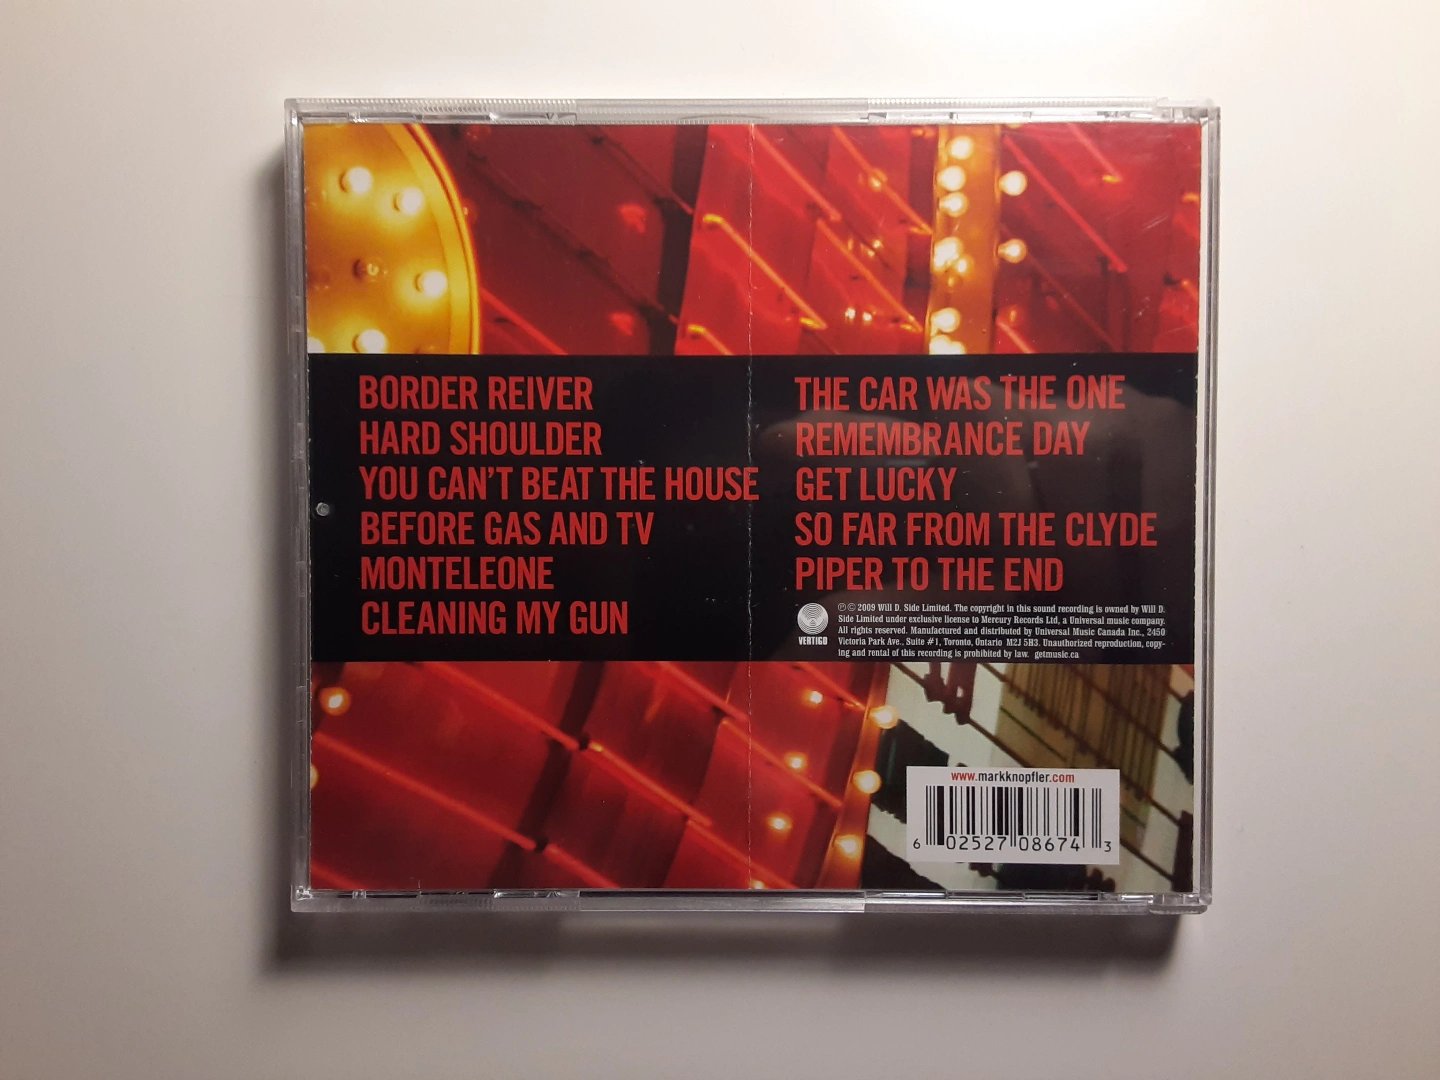 BORDER REIVER
HARD SHOULDER
YOU CAN'T BEAT THE HOUSE
BEFORE GAS AND TV
MONTELEONE
CLEANING MY GUN
THE CAR WAS THE ONE
REMEMBRANCE DAY
GET LUCKY
SO FAR FROM THE CLYDE
PIPER TO THE END
VERTIGO
℗© 2009 Will D. Side Limited. The copyright in this sound recording is owned by Will D.
Side Limited under exclusive license to Mercury Records Ltd, a Universal music company.
All rights reserved. Manufactured and distributed by Universal Music Canada Inc., 2450
Victoria Park Ave., Suite #1, Toronto, Ontario M2J 5H3. Unauthorized reproduction, copy-
ing and rental of this recording is prohibited by law. getmusic.ca
www.markknopfler.com
6 02527 08674 3